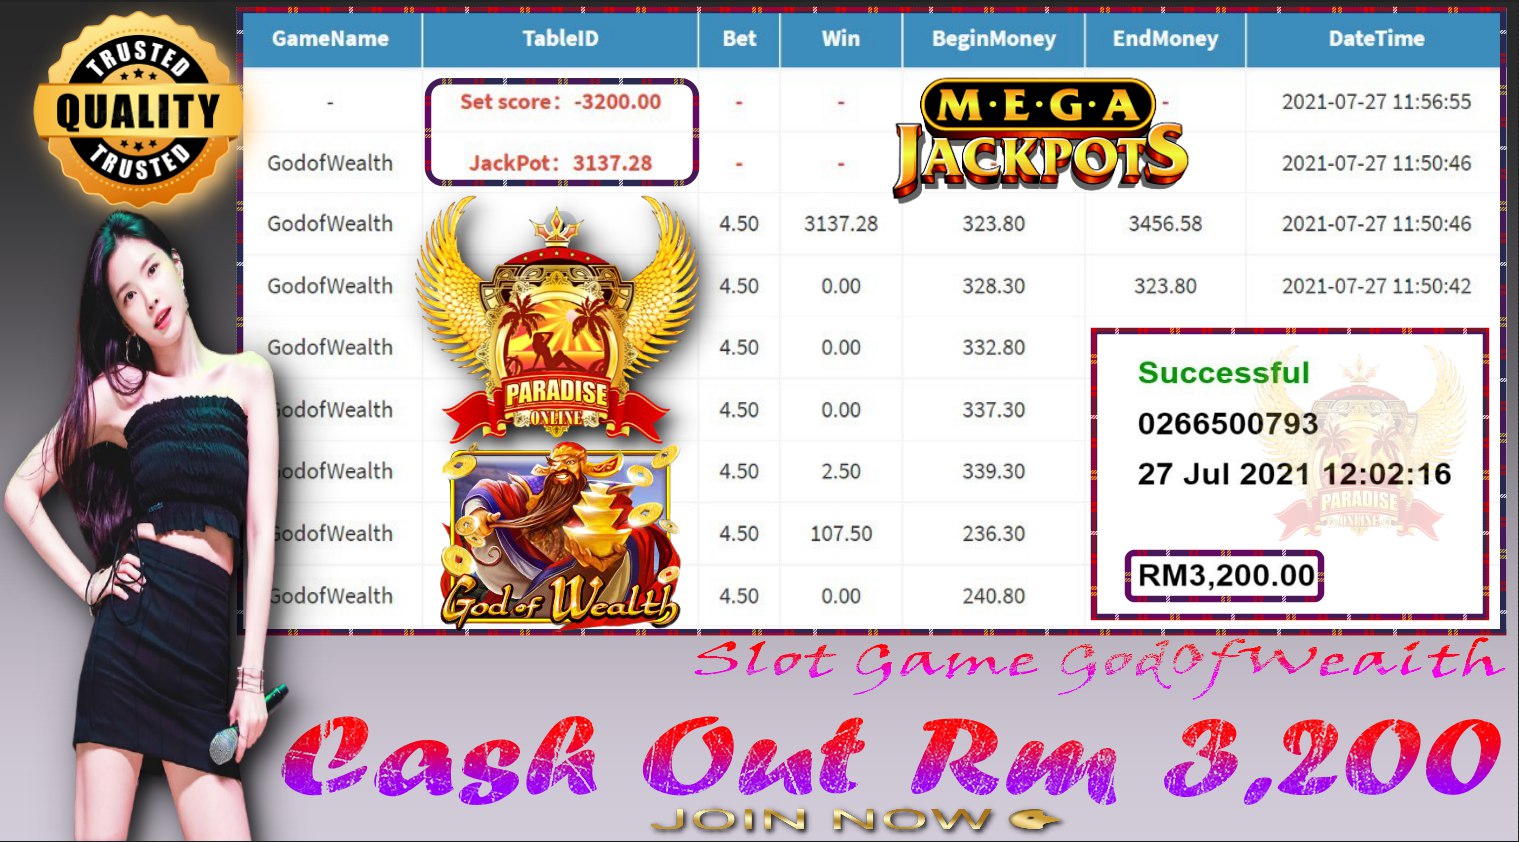 TRUSTED
QUALITY
TRUSTED
GameName TableID Bet Win BeginMoney EndMoney DateTime
- Set score: -3200.00 - - - 2021-07-27 11:56:55
GodofWealth JackPot: 3137.28 - - 2021-07-27 11:50:46
M·E·G·A
JACKPOTS
GodofWealth 4.50 3137.28 323.80 3456.58 2021-07-27 11:50:46
GodofWealth 4.50 0.00 328.30 323.80 2021-07-27 11:50:42
GodofWealth 4.50 0.00 332.80
GodofWealth 4.50 0.00 337.30
GodofWealth 4.50 2.50 339.30
GodofWealth 4.50 107.50 236.30
GodofWealth 4.50 0.00 240.80
PARADISE
ONLINE
God of Wealth
Successful
0266500793
27 Jul 2021 12:02:16
PARADISE
ONLINE
RM3,200.00
Slot Game GodOfWealth
Cash Out Rm 3,200
JOIN NOW